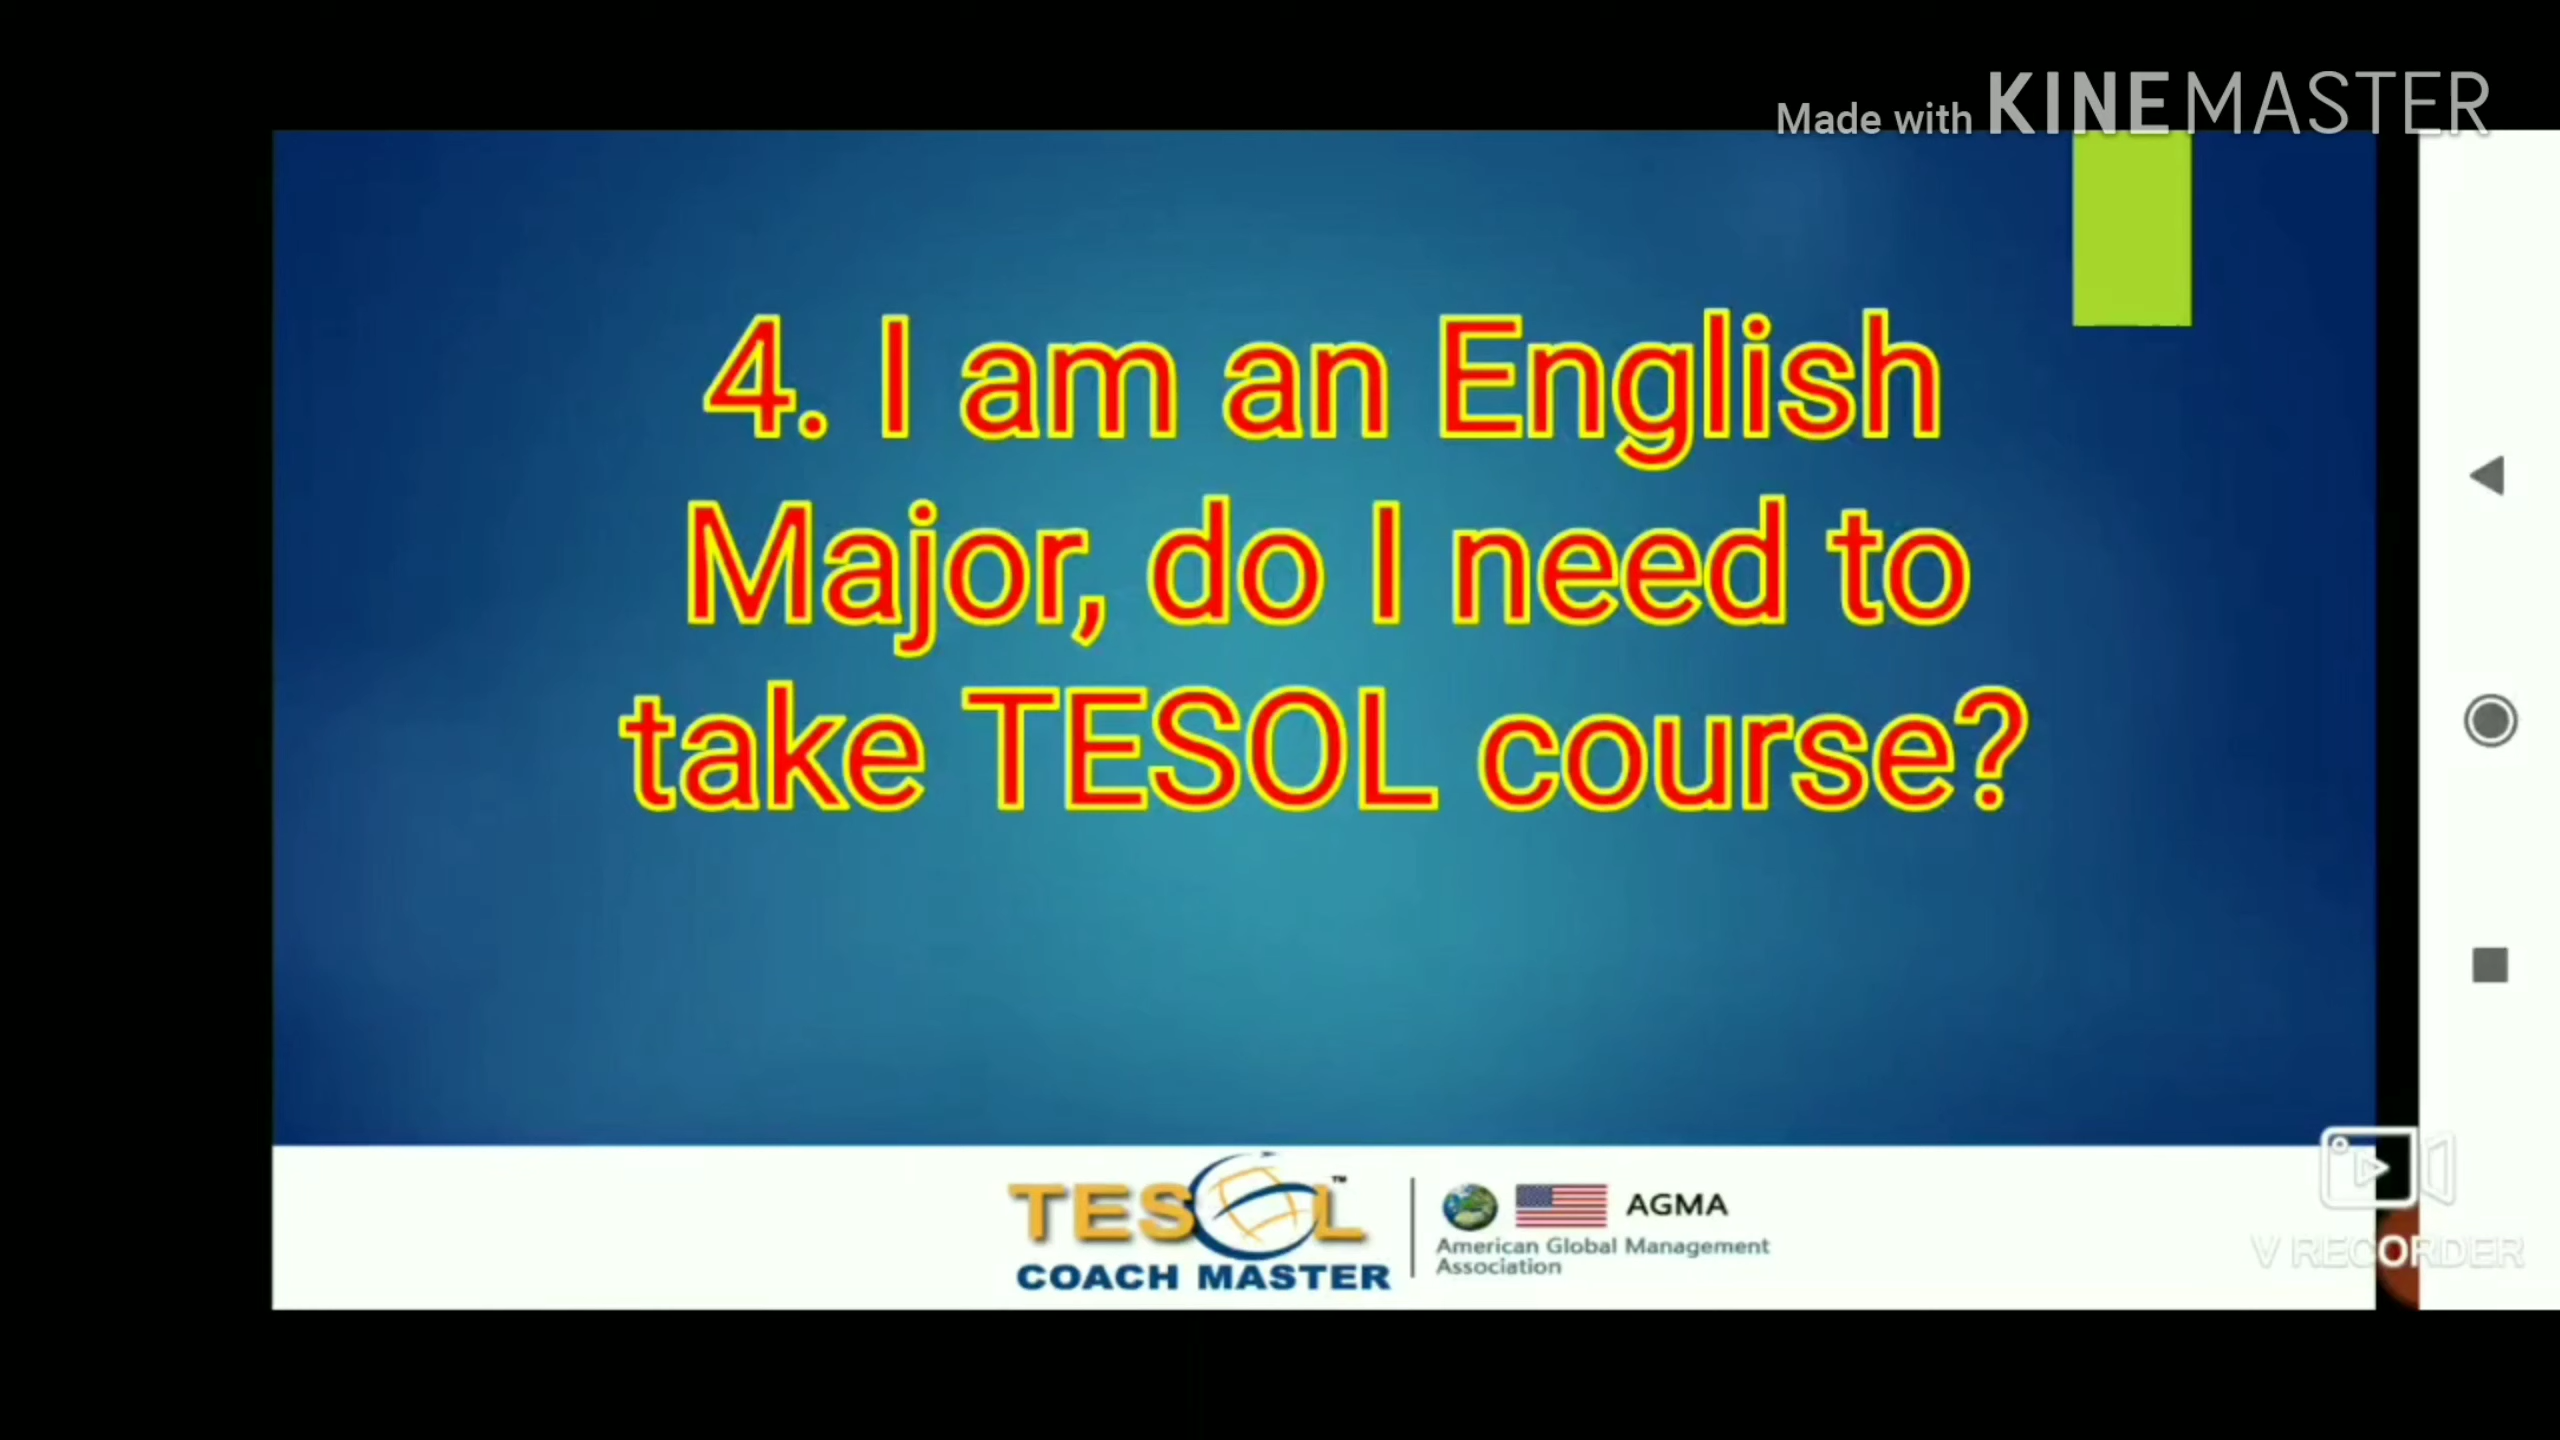 Made with KINEMASTER
4. I am an English
Major, do I need to
take TESOL course?
TESOL™
COACH MASTER
AGMA
American Global Management
Association
V RECORDER